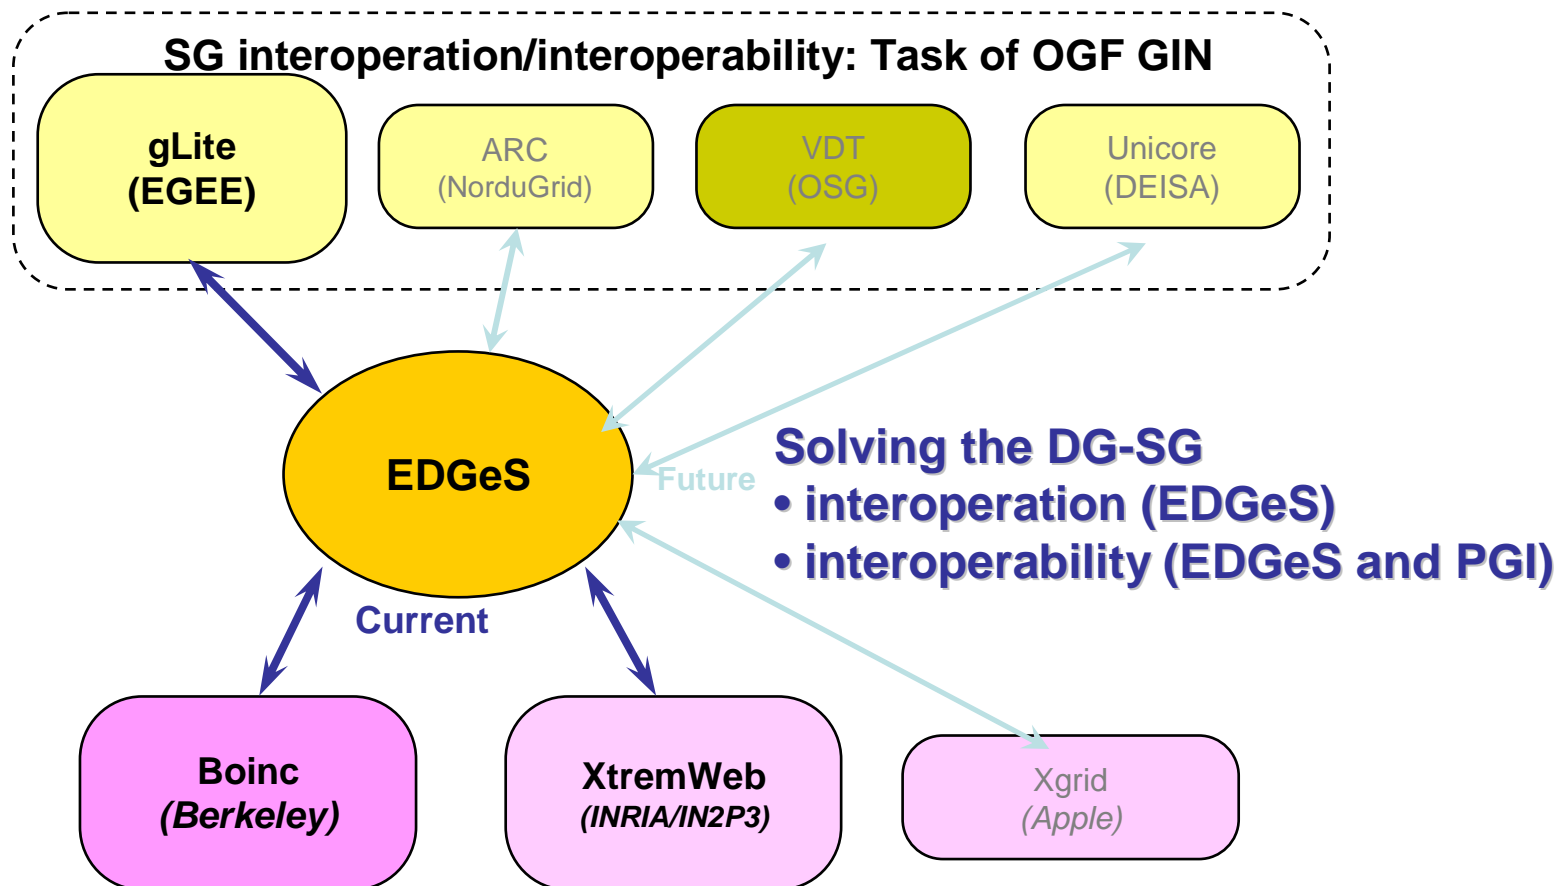 SG interoperation/interoperability: Task of OGF GIN
gLite
(EGEE)
ARC
(NorduGrid)
VDT
(OSG)
Unicore
(DEISA)
EDGeS
Future
Solving the DG-SG
• interoperation (EDGeS)
• interoperability (EDGeS and PGI)
Current
Boinc
(Berkeley)
XtremWeb
(INRIA/IN2P3)
Xgrid
(Apple)